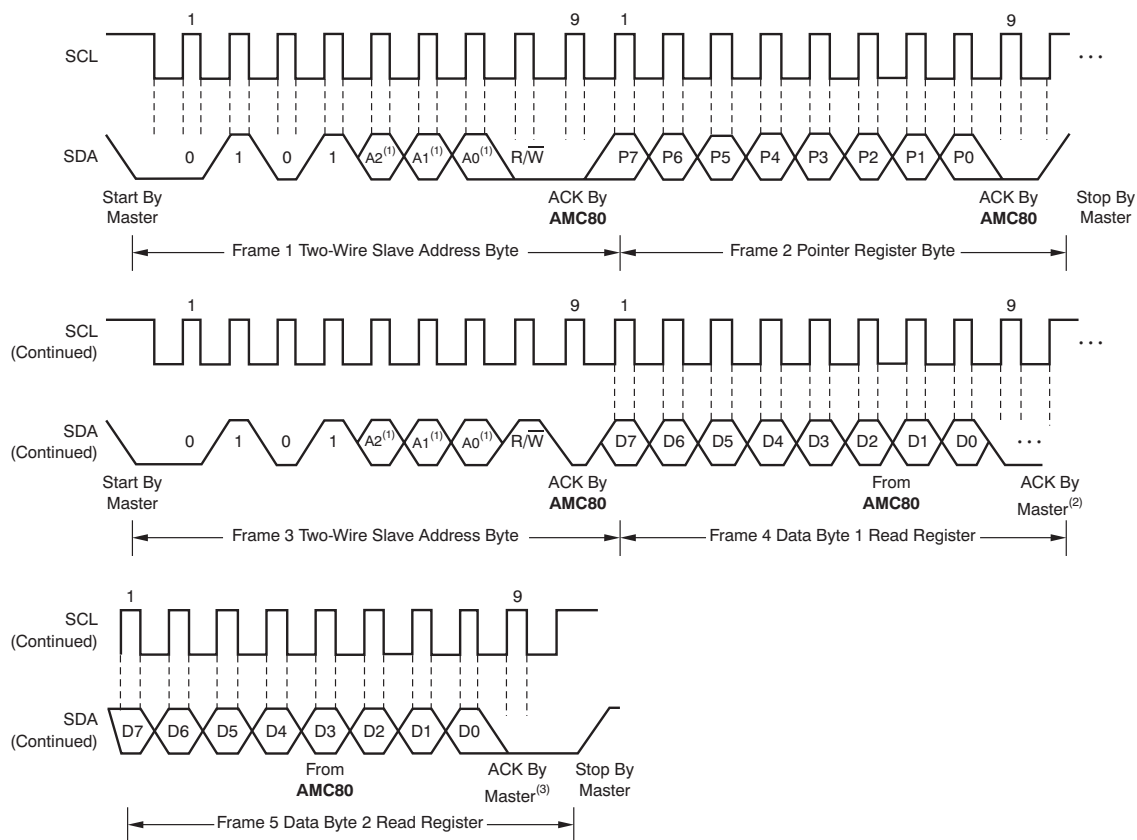 1 9 1 9
SCL
...
SDA
0 1 0 1 A2(1) A1(1) A0(1) R/W̅ P7 P6 P5 P4 P3 P2 P1 P0
Start By
Master
ACK By
AMC80
ACK By
AMC80
Stop By
Master
Frame 1 Two-Wire Slave Address Byte
Frame 2 Pointer Register Byte
1 9 1 9
SCL
(Continued)
...
SDA
(Continued)
0 1 0 1 A2(1) A1(1) A0(1) R/W̅ D7 D6 D5 D4 D3 D2 D1 D0 ...
Start By
Master
ACK By
AMC80
From
AMC80
ACK By
Master(2)
Frame 3 Two-Wire Slave Address Byte
Frame 4 Data Byte 1 Read Register
1 9
SCL
(Continued)
SDA
(Continued)
D7 D6 D5 D4 D3 D2 D1 D0
From
AMC80
ACK By
Master(3)
Stop By
Master
Frame 5 Data Byte 2 Read Register